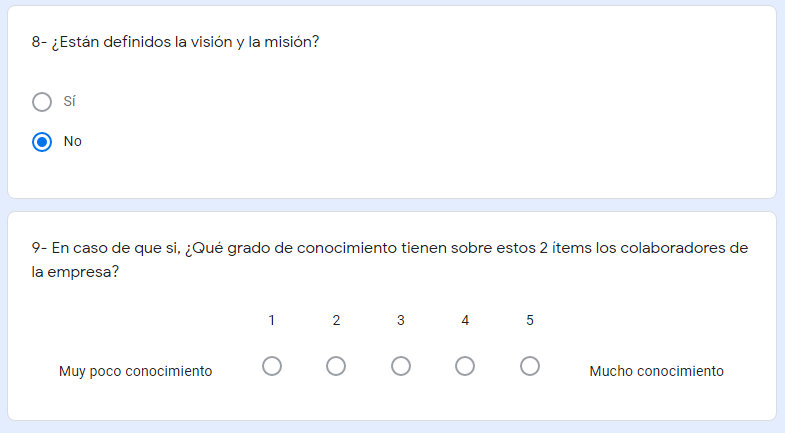 8- ¿Están definidos la visión y la misión?
Sí
No
9- En caso de que si, ¿Qué grado de conocimiento tienen sobre estos 2 ítems los colaboradores de
la empresa?
1 2 3 4 5
Muy poco conocimiento Mucho conocimiento